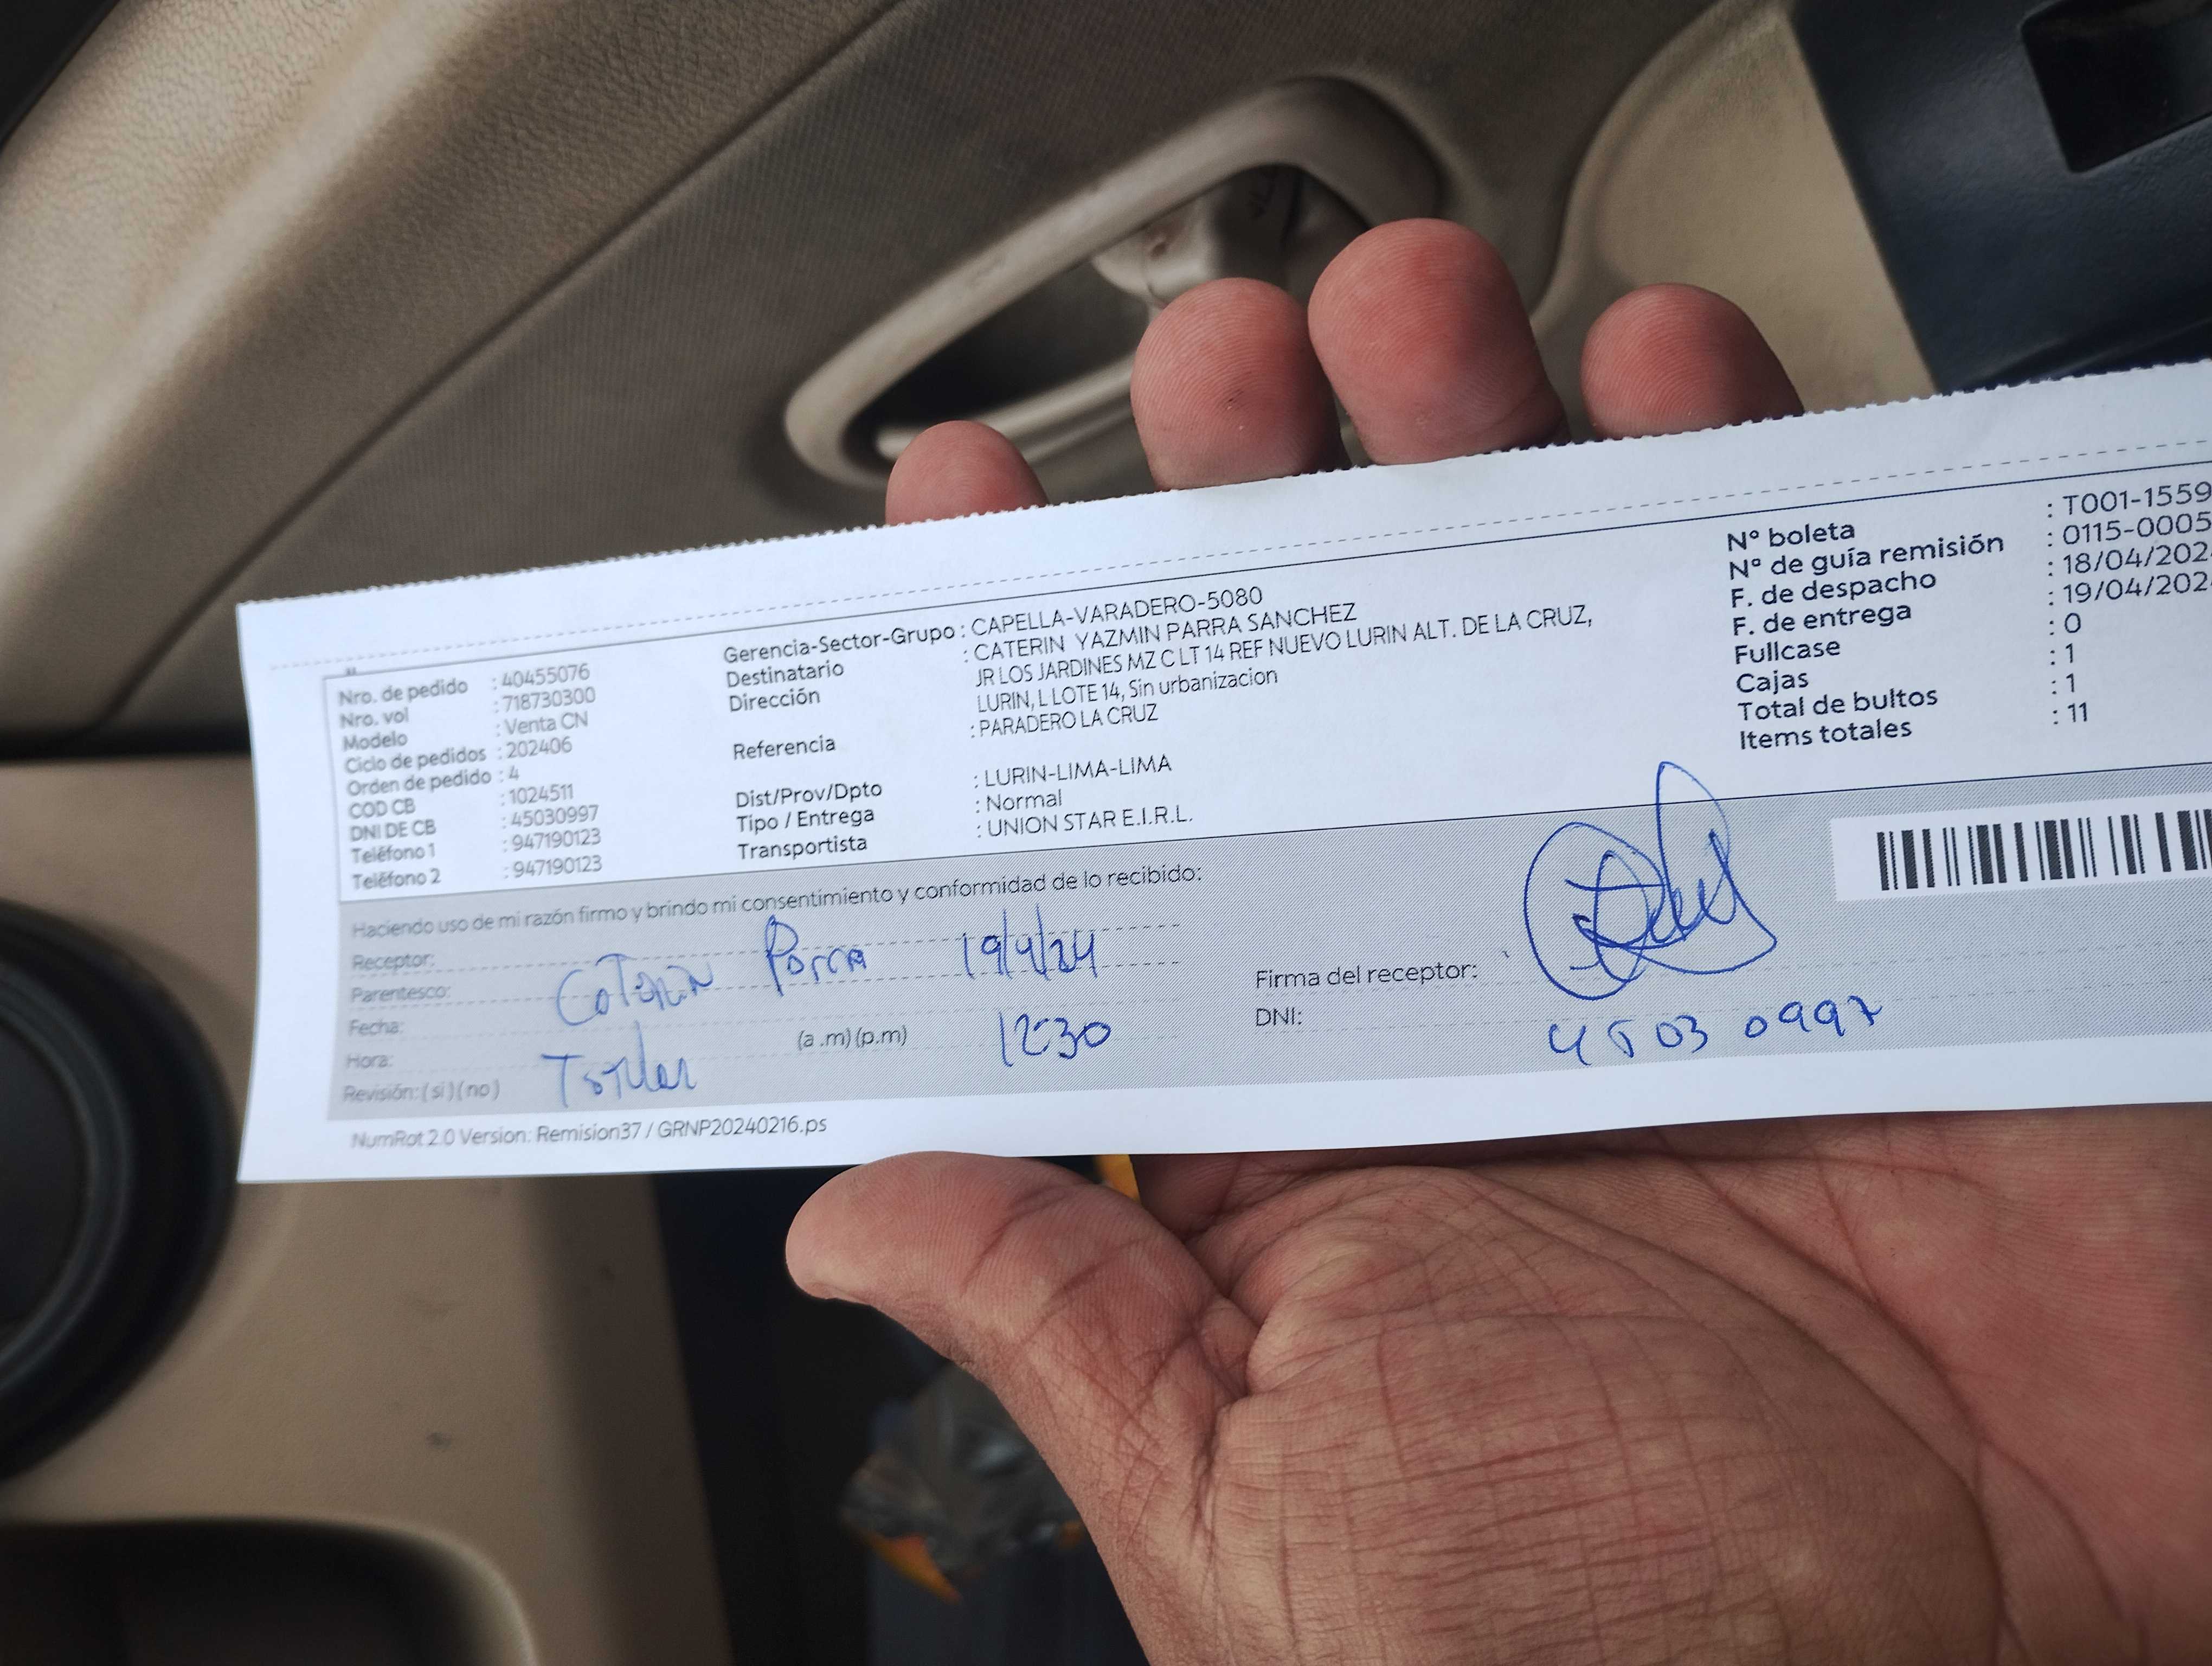 Nro. de pedido : 40455076
Nro. vol : 718730300
Modelo : Venta CN
Ciclo de pedidos : 202406
Orden de pedido : 4
COD CB : 1024511
DNI DE CB : 45030997
Teléfono 1 : 947190123
Teléfono 2 : 947190123
Gerencia-Sector-Grupo : CAPELLA-VARADERO-5080
Destinatario : CATERIN YAZMIN PARRA SANCHEZ
Dirección JR LOS JARDINES MZ C LT 14 REF NUEVO LURIN ALT. DE LA CRUZ,
LURIN, L LOTE 14, Sin urbanizacion
Referencia : PARADERO LA CRUZ
Dist/Prov/Dpto : LURIN-LIMA-LIMA
Tipo / Entrega : Normal
Transportista : UNION STAR E.I.R.L.
N° boleta : T001-1559
N° de guía remisión : 0115-0005
F. de despacho : 18/04/202
F. de entrega : 19/04/202
Fullcase : 0
Cajas : 1
Total de bultos : 1
Items totales : 11
Haciendo uso de mi razón firmo y brindo mi consentimiento y conformidad de lo recibido:
Receptor:
Parentesco: Caterin Parra 19/4/24
Fecha:
Hora: (a .m) (p.m) 12:30
Revisión: ( si ) ( no )
Firma del receptor:
DNI: 45030997
NumRot 2.0 Version: Remision37 / GRNP20240216.ps